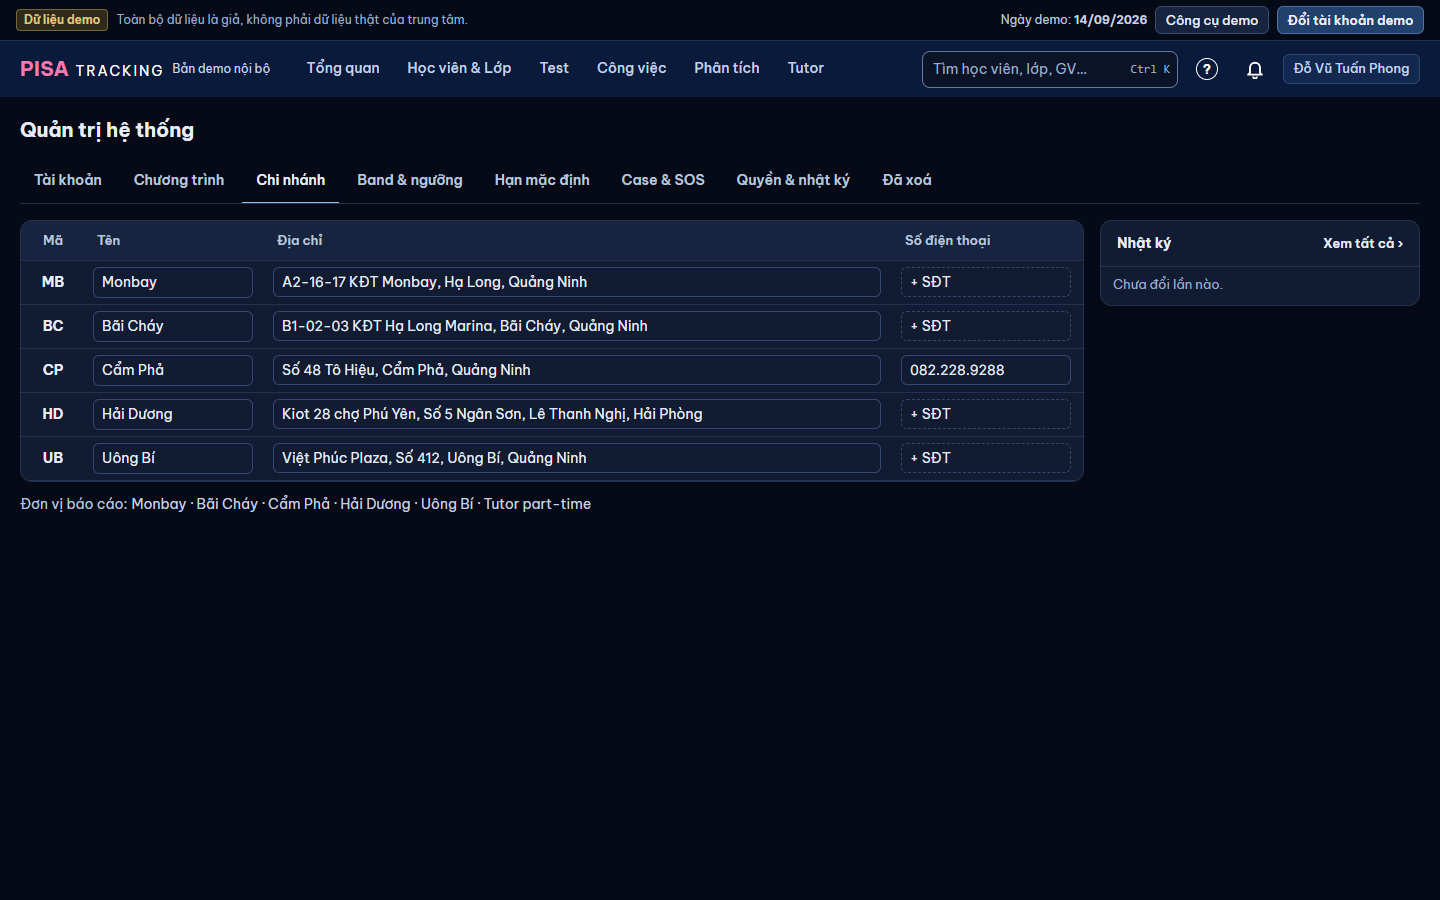 Dữ liệu demo Toàn bộ dữ liệu là giả, không phải dữ liệu thật của trung tâm. Ngày demo: 14/09/2026 Công cụ demo Đổi tài khoản demo
PISA TRACKING Bản demo nội bộ Tổng quan Học viên & Lớp Test Công việc Phân tích Tutor Tìm học viên, lớp, GV... Ctrl K ? Đỗ Vũ Tuấn Phong
Quản trị hệ thống
Tài khoản Chương trình Chi nhánh Band & ngưỡng Hạn mặc định Case & SOS Quyền & nhật ký Đã xoá
Mã Tên Địa chỉ Số điện thoại
MB Monbay A2-16-17 KĐT Monbay, Hạ Long, Quảng Ninh + SĐT
BC Bãi Cháy B1-02-03 KĐT Hạ Long Marina, Bãi Cháy, Quảng Ninh + SĐT
CP Cẩm Phả Số 48 Tô Hiệu, Cẩm Phả, Quảng Ninh 082.228.9288
HD Hải Dương Kiot 28 chợ Phú Yên, Số 5 Ngân Sơn, Lê Thanh Nghị, Hải Phòng + SĐT
UB Uông Bí Việt Phúc Plaza, Số 412, Uông Bí, Quảng Ninh + SĐT
Đơn vị báo cáo: Monbay · Bãi Cháy · Cẩm Phả · Hải Dương · Uông Bí · Tutor part-time
Nhật ký Xem tất cả ›
Chưa đổi lần nào.